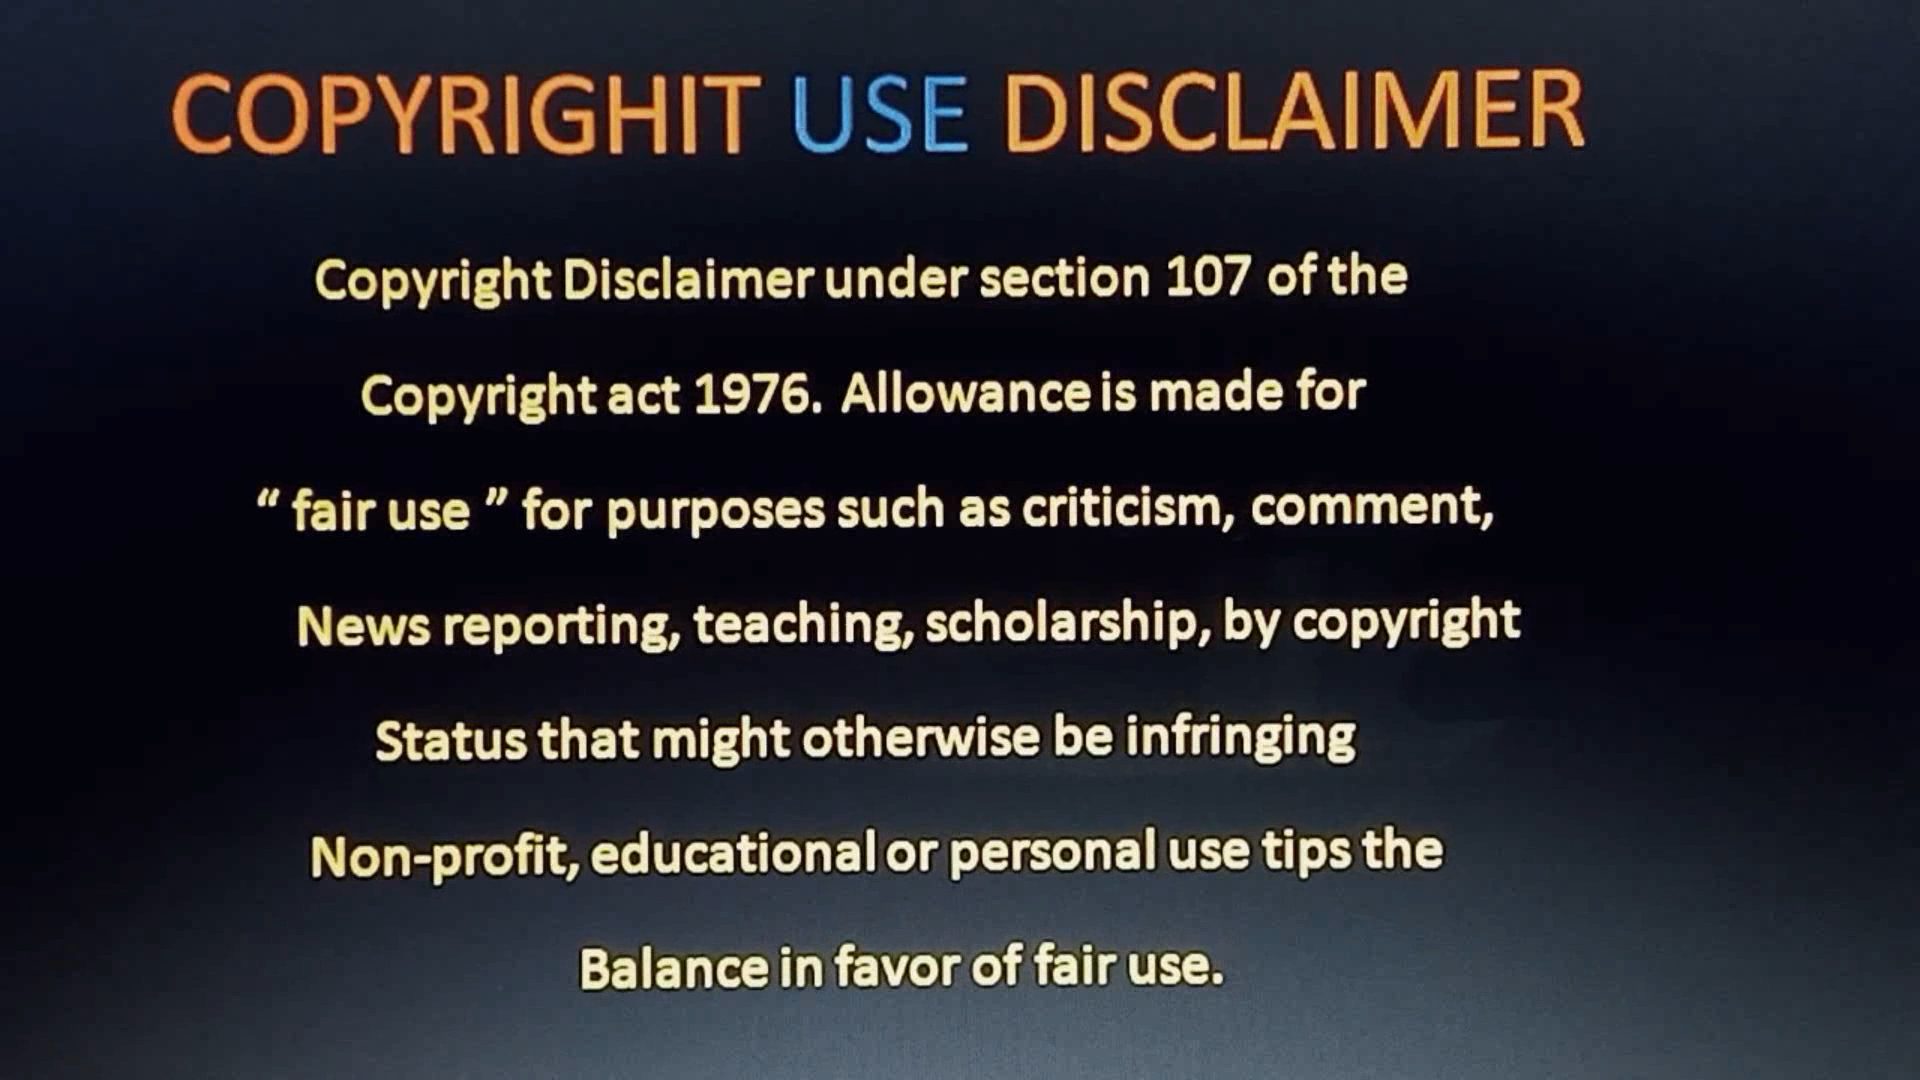 COPYRIGHIT USE DISCLAIMER
Copyright Disclaimer under section 107 of the
Copyright act 1976. Allowance is made for
“ fair use ” for purposes such as criticism, comment,
News reporting, teaching, scholarship, by copyright
Status that might otherwise be infringing
Non-profit, educational or personal use tips the
Balance in favor of fair use.